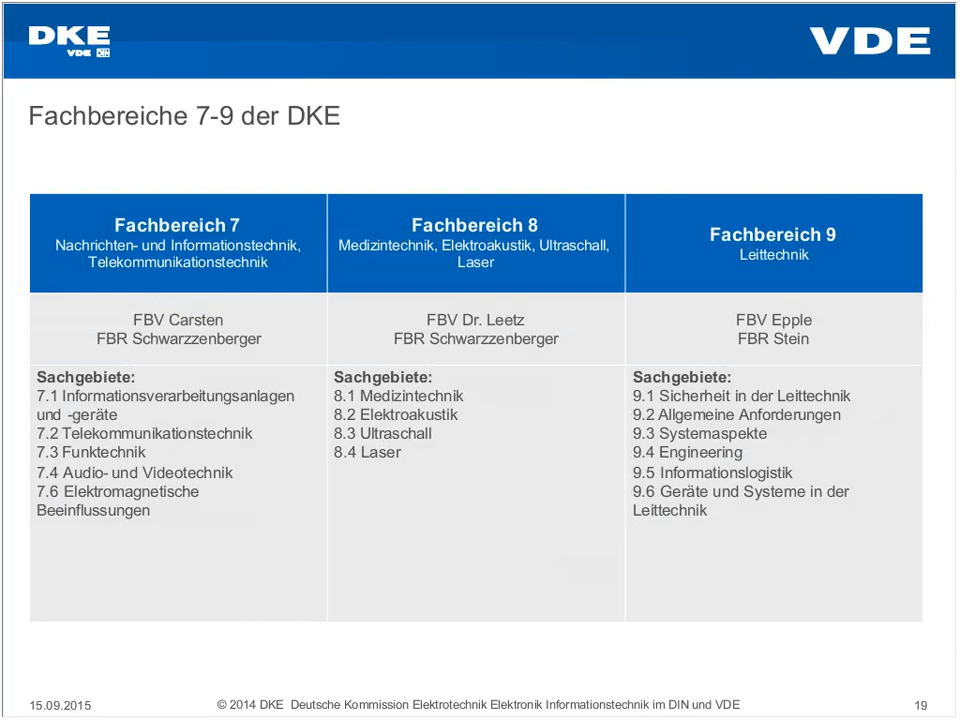 DKE
VDE DIN
VDE
Fachbereiche 7-9 der DKE
Fachbereich 7
Nachrichten- und Informationstechnik,
Telekommunikationstechnik
Fachbereich 8
Medizintechnik, Elektroakustik, Ultraschall,
Laser
Fachbereich 9
Leittechnik
FBV Carsten
FBR Schwarzzenberger
FBV Dr. Leetz
FBR Schwarzzenberger
FBV Epple
FBR Stein
Sachgebiete:
7.1 Informationsverarbeitungsanlagen
und -geräte
7.2 Telekommunikationstechnik
7.3 Funktechnik
7.4 Audio- und Videotechnik
7.6 Elektromagnetische
Beeinflussungen
Sachgebiete:
8.1 Medizintechnik
8.2 Elektroakustik
8.3 Ultraschall
8.4 Laser
Sachgebiete:
9.1 Sicherheit in der Leittechnik
9.2 Allgemeine Anforderungen
9.3 Systemaspekte
9.4 Engineering
9.5 Informationslogistik
9.6 Geräte und Systeme in der
Leittechnik
15.09.2015
© 2014 DKE Deutsche Kommission Elektrotechnik Elektronik Informationstechnik im DIN und VDE
19